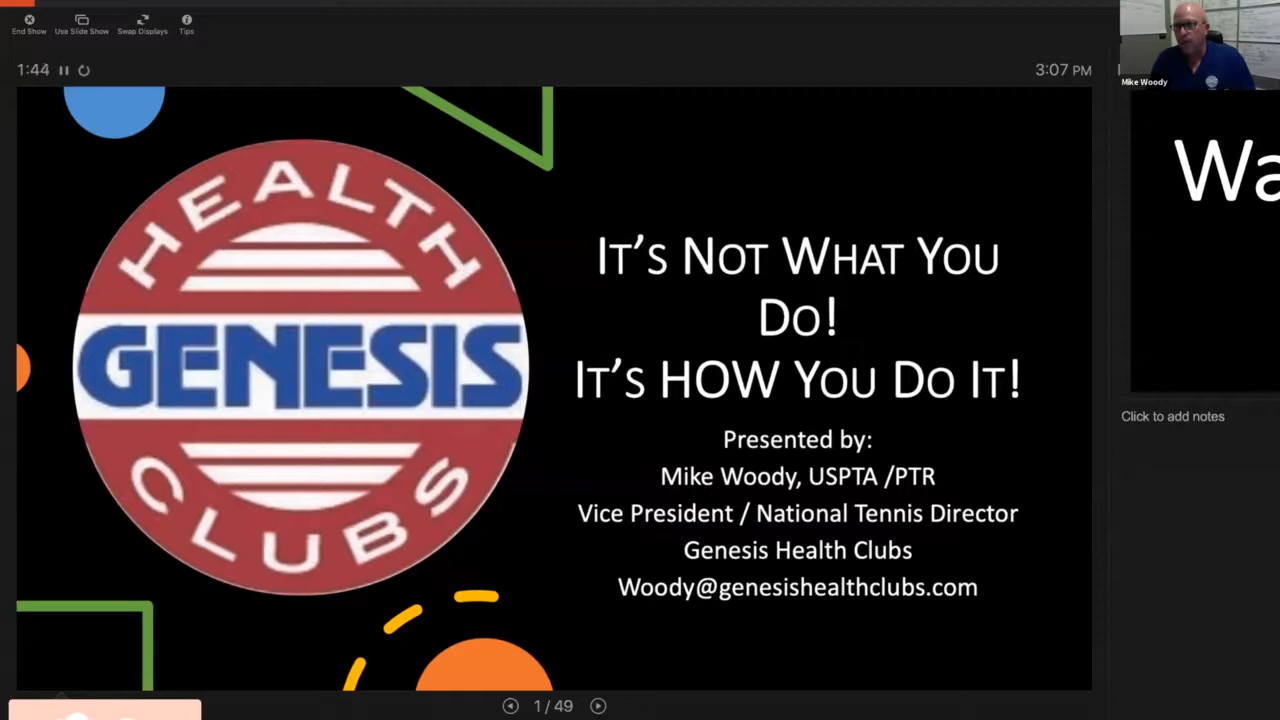 End Show
Use Slide Show
Swap Displays
Tips
1:44
3:07 PM
Mike Woody
HEALTH
GENESIS
CLUBS
IT'S NOT WHAT YOU
DO!
IT'S HOW YOU DO IT!
Presented by:
Mike Woody, USPTA /PTR
Vice President / National Tennis Director
Genesis Health Clubs
Woody@genesishealthclubs.com
Wa
Click to add notes
1 / 49